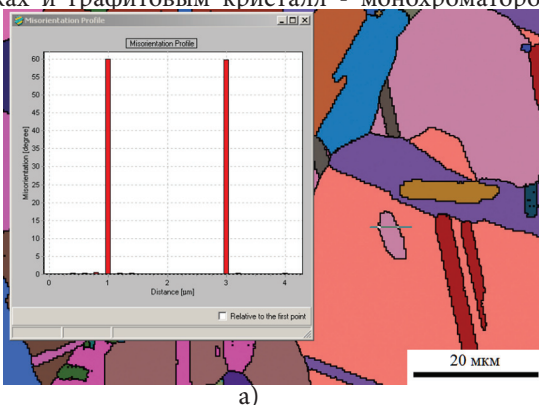 ках и графитовым кристалл - монохроматоро
Misorientation Profile
Misorientation Profile
Misorientation [degree]
60
55
50
45
40
35
30
25
20
15
10
5
0
0 1 2 3 4
Distance [µm]
Relative to the first point
20 мкм
а)